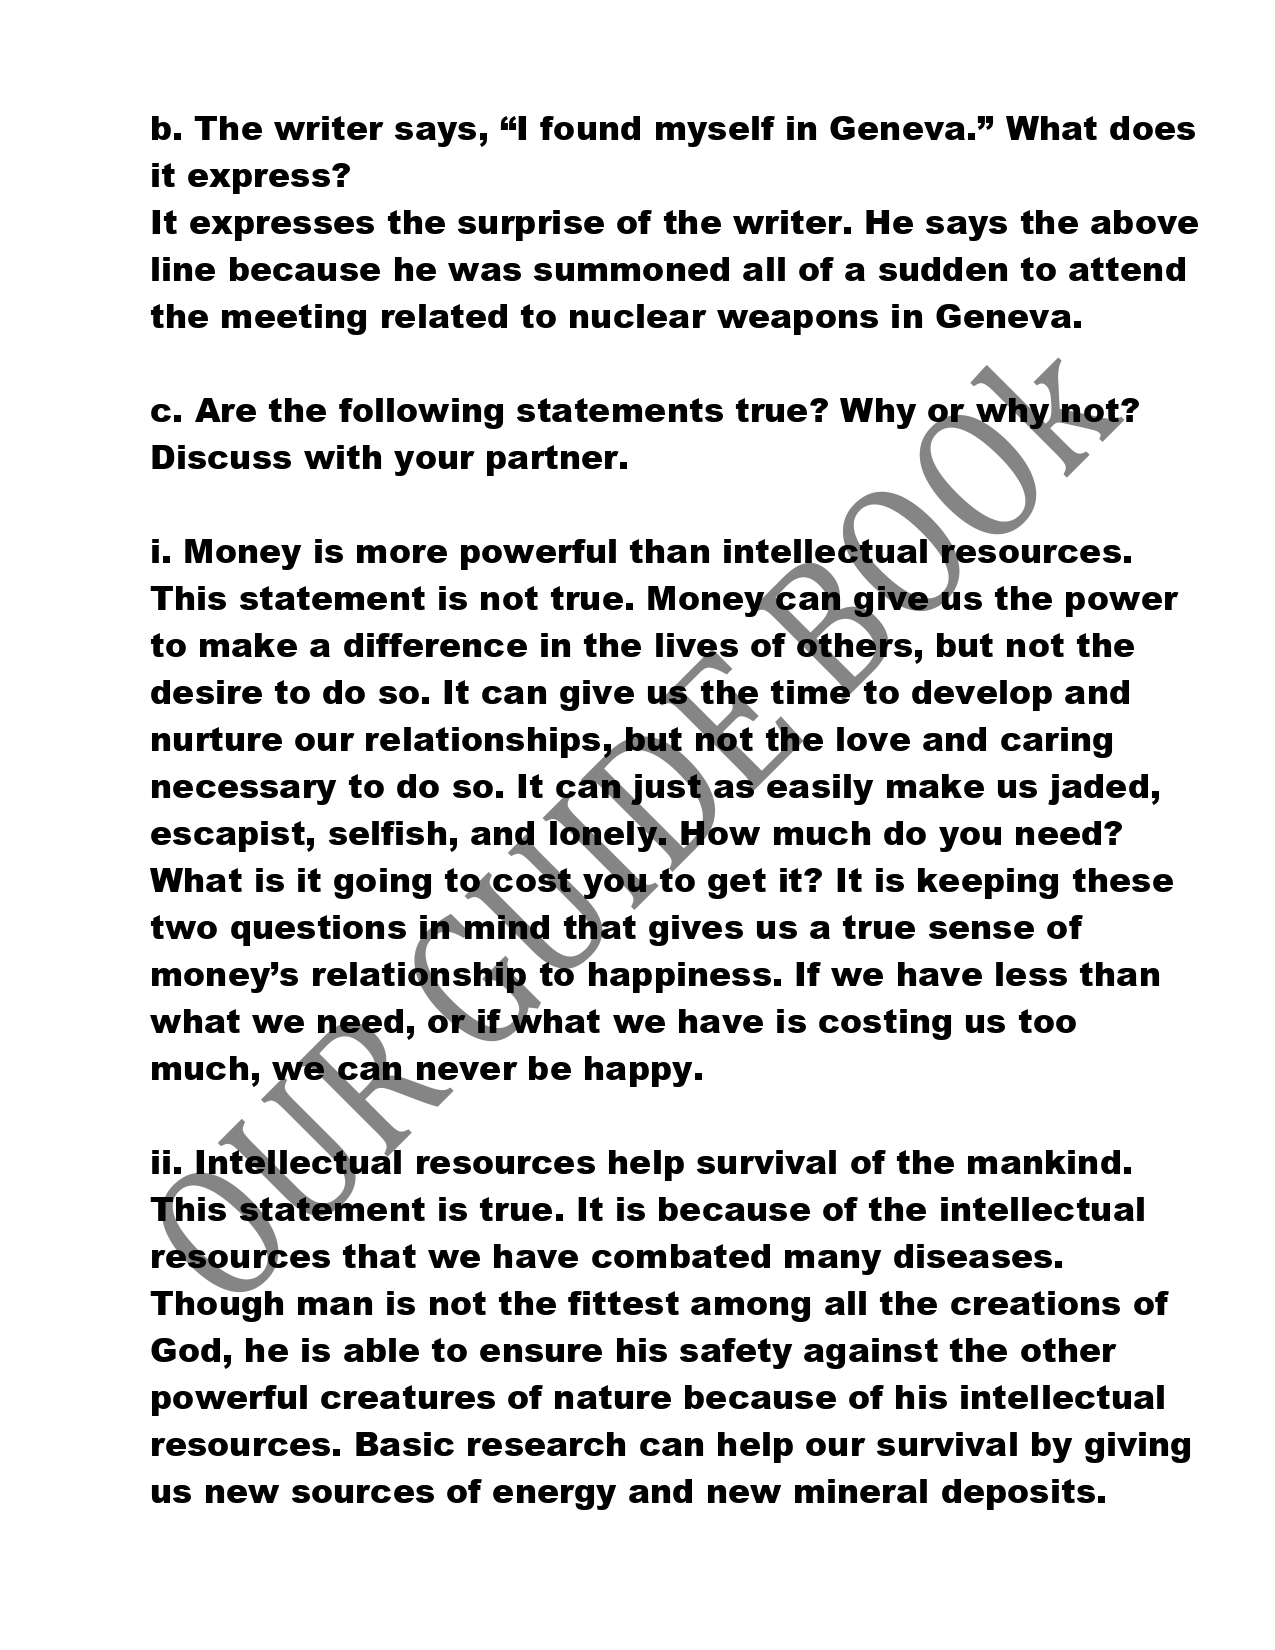 b. The writer says, “I found myself in Geneva.” What does
it express?
It expresses the surprise of the writer. He says the above
line because he was summoned all of a sudden to attend
the meeting related to nuclear weapons in Geneva.
c. Are the following statements true? Why or why not?
Discuss with your partner.
i. Money is more powerful than intellectual resources.
This statement is not true. Money can give us the power
to make a difference in the lives of others, but not the
desire to do so. It can give us the time to develop and
nurture our relationships, but not the love and caring
necessary to do so. It can just as easily make us jaded,
escapist, selfish, and lonely. How much do you need?
What is it going to cost you to get it? It is keeping these
two questions in mind that gives us a true sense of
money’s relationship to happiness. If we have less than
what we need, or if what we have is costing us too
much, we can never be happy.
ii. Intellectual resources help survival of the mankind.
This statement is true. It is because of the intellectual
resources that we have combated many diseases.
Though man is not the fittest among all the creations of
God, he is able to ensure his safety against the other
powerful creatures of nature because of his intellectual
resources. Basic research can help our survival by giving
us new sources of energy and new mineral deposits.
OUR GUIDE BOOk